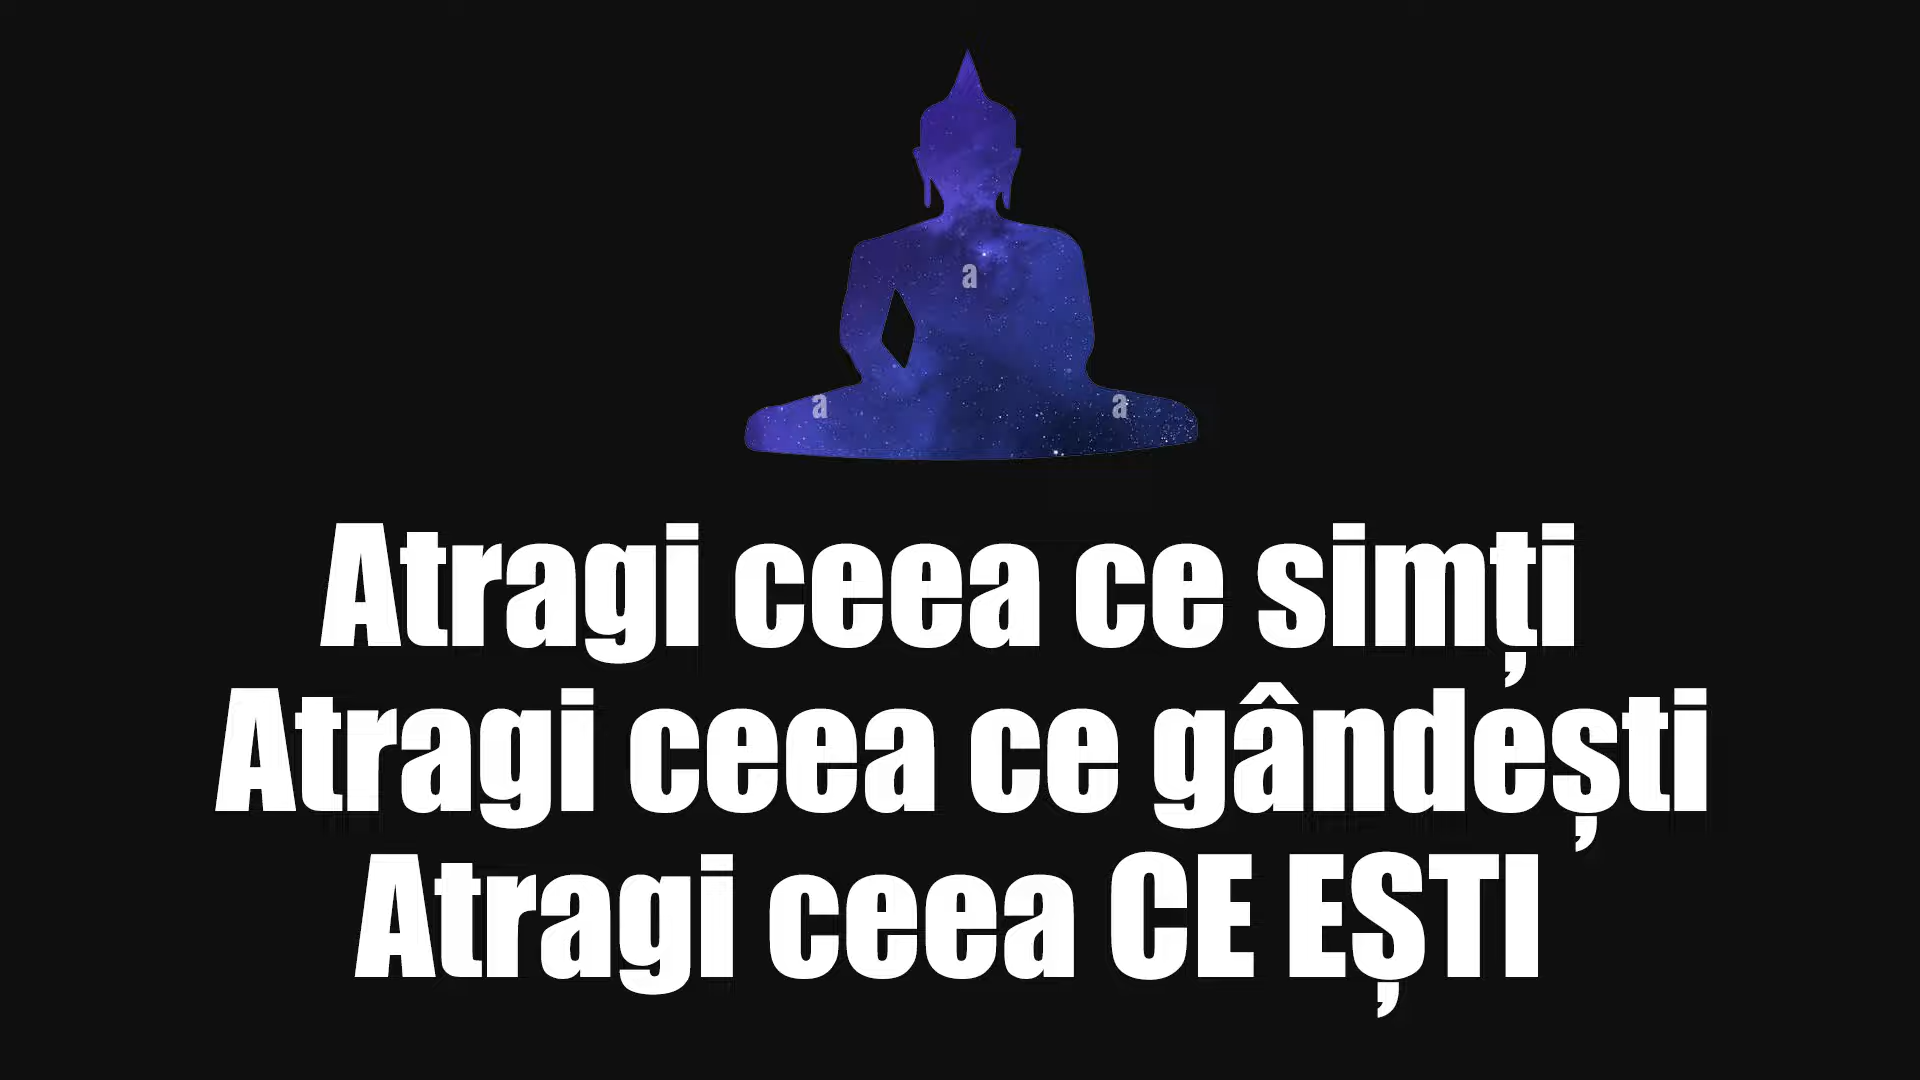 a
a a
Atragi ceea ce simți
Atragi ceea ce gândești
Atragi ceea CE EȘTI